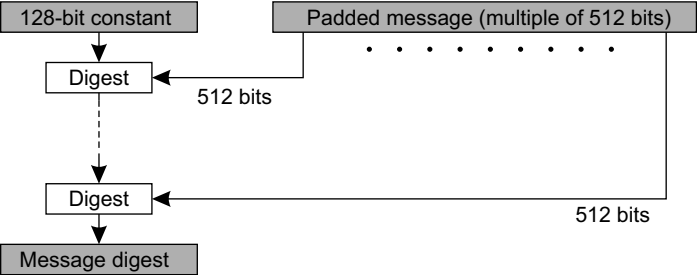 128-bit constant
Padded message (multiple of 512 bits)
Digest
512 bits
Digest
512 bits
Message digest